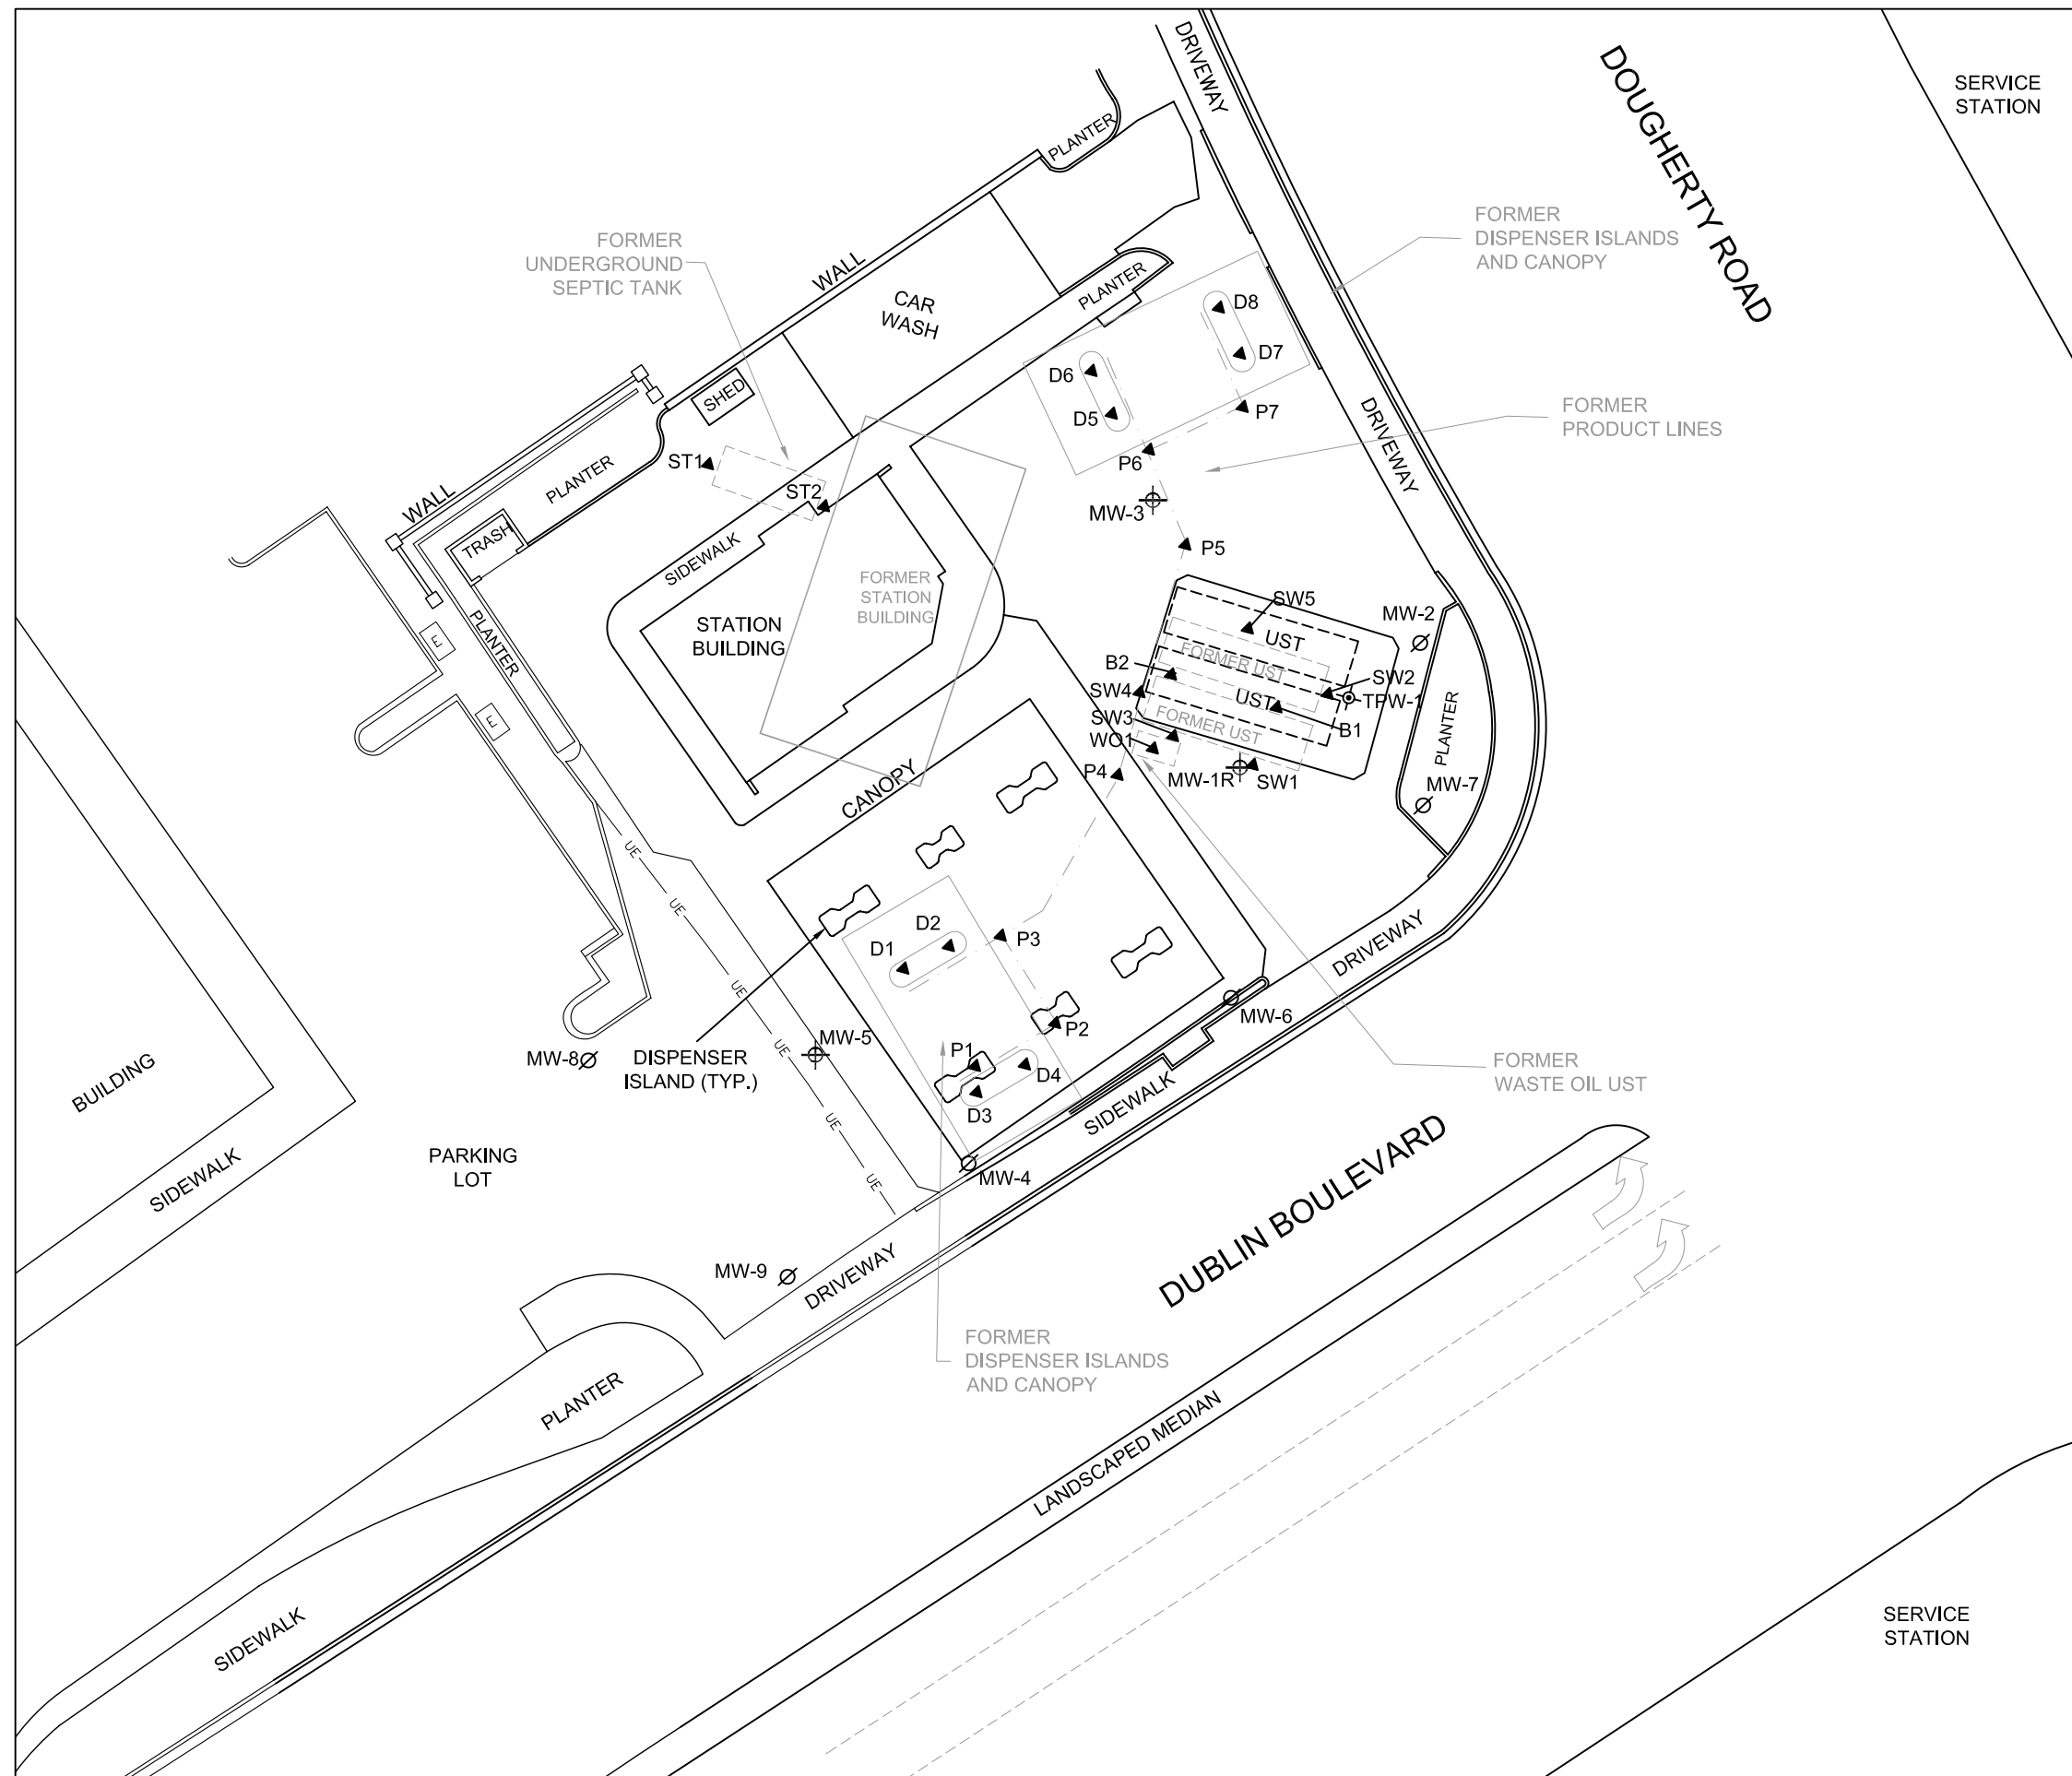 DRIVEWAY
DOUGHERTY ROAD
SERVICE
STATION
PLANTER
FORMER
DISPENSER ISLANDS
AND CANOPY
FORMER
UNDERGROUND
SEPTIC TANK
WALL
CAR
WASH
PLANTER
D8
D7
D6
D5
SHED
P7
FORMER
PRODUCT LINES
DRIVEWAY
P6
ST1
ST2
PLANTER
WALL
MW-3
TRASH
P5
SIDEWALK
FORMER
STATION
BUILDING
STATION
BUILDING
SW5
MW-2
UST
FORMER UST
E
PLANTER
B2
SW2
SW4
UST
TPW-1
SW3
FORMER UST
B1
WO1
PLANTER
E
P4
MW-1R
SW1
MW-7
CANOPY
UE
UE
D2
D1
P3
DRIVEWAY
UE
MW-6
P2
MW-5
UE
P1
MW-8
DISPENSER
ISLAND (TYP.)
D4
D3
FORMER
WASTE OIL UST
BUILDING
UE
SIDEWALK
PARKING
LOT
SIDEWALK
UE
MW-4
DUBLIN BOULEVARD
MW-9
DRIVEWAY
FORMER
DISPENSER ISLANDS
AND CANOPY
PLANTER
LANDSCAPED MEDIAN
SIDEWALK
SERVICE
STATION